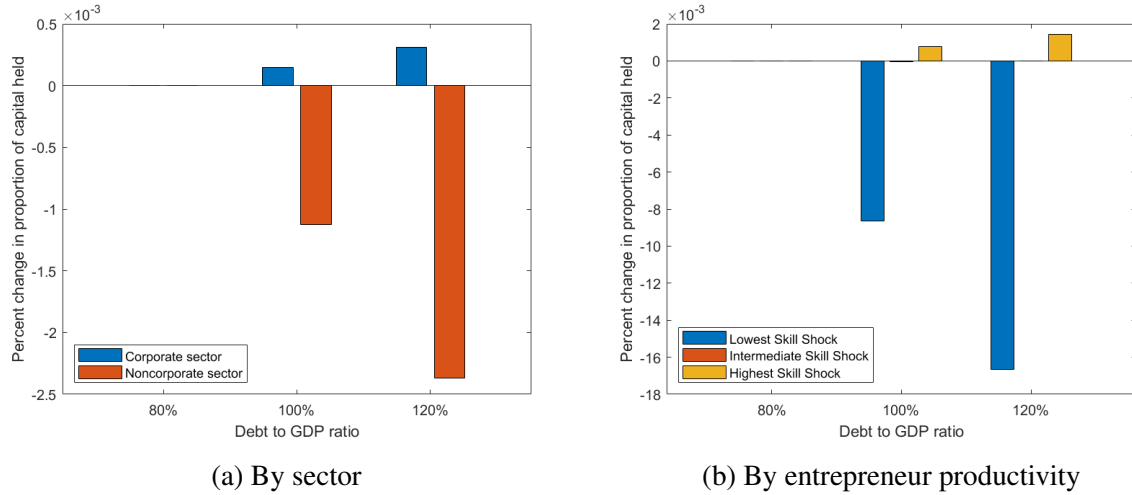 ×10⁻³
0.5
0
-0.5
-1
-1.5
-2
-2.5
Percent change in proportion of capital held
Corporate sector
Noncorporate sector
80%
100%
120%
Debt to GDP ratio
(a) By sector
×10⁻³
2
0
-2
-4
-6
-8
-10
-12
-14
-16
-18
Percent change in proportion of capital held
Lowest Skill Shock
Intermediate Skill Shock
Highest Skill Shock
80%
100%
120%
Debt to GDP ratio
(b) By entrepreneur productivity